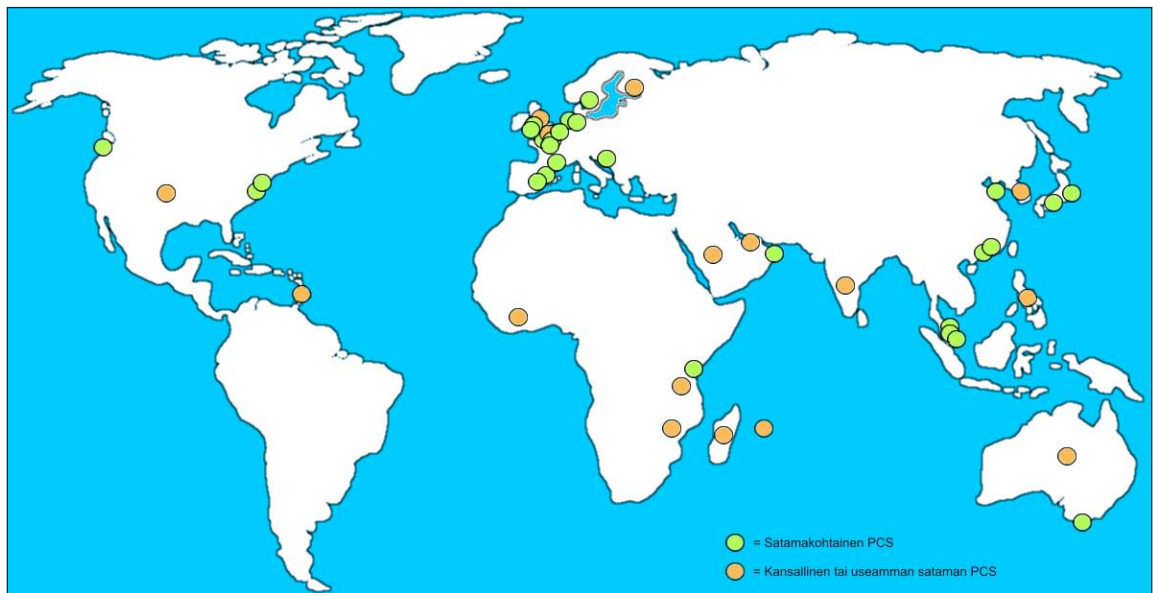 = Satamakohtainen PCS
= Kansallinen tai useamman sataman PCS